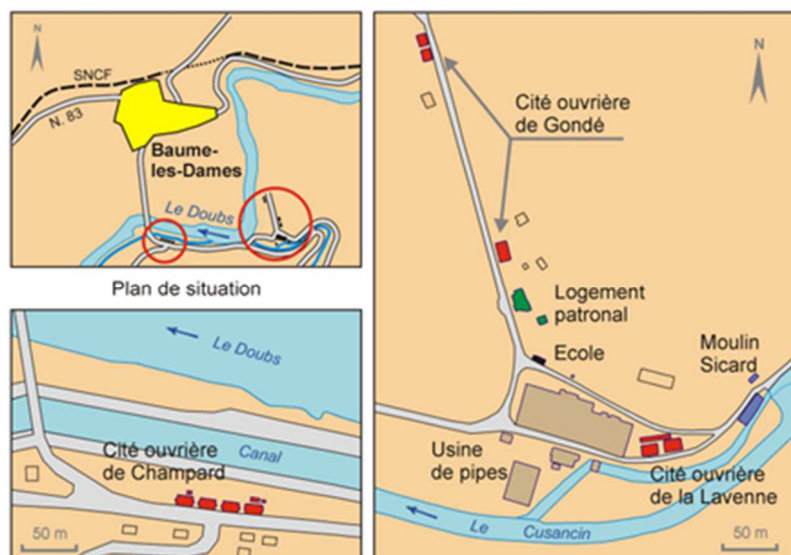 N
SNCF
N. 83
Baume-
les-Dames
Le Doubs
Plan de situation
Le Doubs
Cité ouvrière
de Champard
Canal
50 m
N
Cité ouvrière
de Gondé
Logement
patronal
Ecole
Moulin
Sicard
Usine
de pipes
Cité ouvrière
de la Lavenne
Le Cusancin
50 m